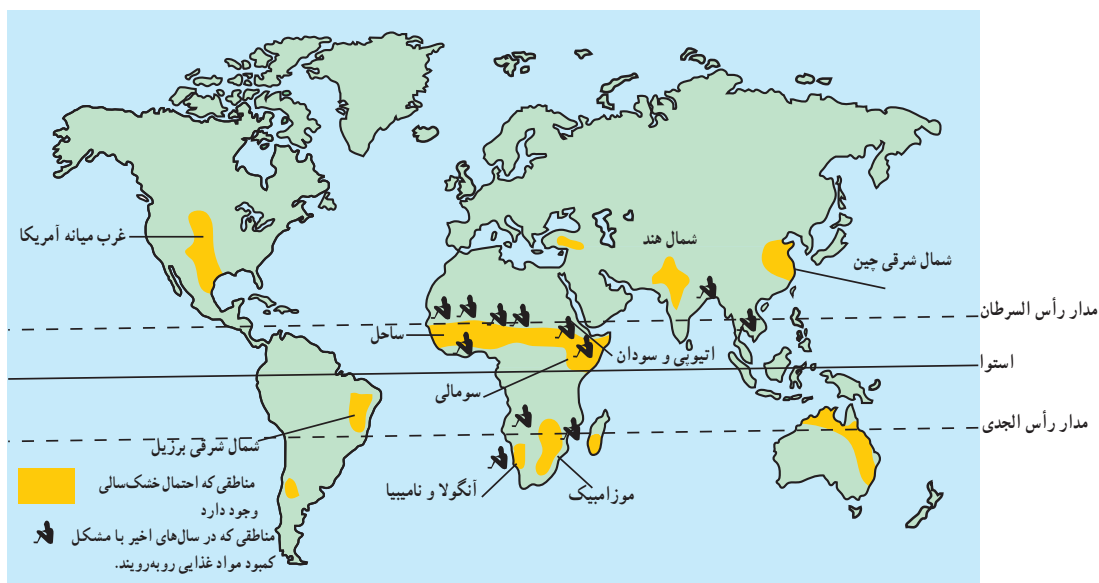 غرب میانه آمریکا
شمال هند
شمال شرقی چین
مدار رأس السرطان
ساحل
اتیوپی و سودان
استوا
سومالی
مدار رأس الجدی
شمال شرقی برزیل
آنگولا و نامیبیا
موزامبیک
مناطقی که احتمال خشک‌سالی
وجود دارد
مناطقی که در سال‌های اخیر با مشکل
کمبود مواد غذایی روبه‌رویند.